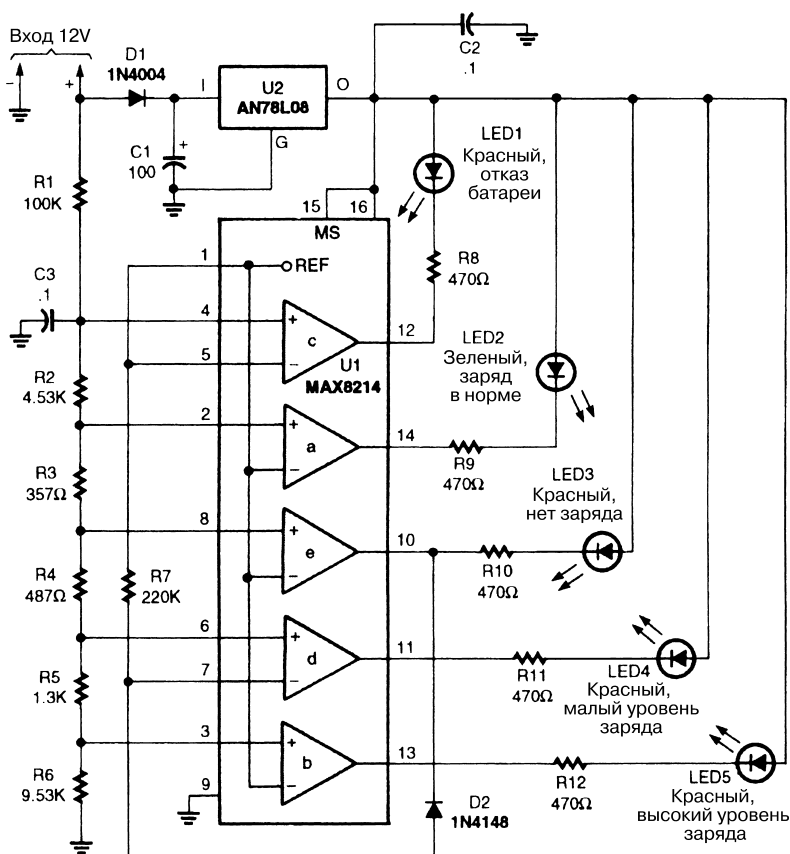 Вход 12V
D1
1N4004
–
+
I
U2
AN78L08
O
G
C2
.1
C1
100
+
R1
100K
LED1
Красный,
отказ
батареи
15
16
MS
1
REF
R8
470Ω
C3
.1
4
+
c
12
5
–
U1
MAX8214
R2
4.53K
LED2
Зеленый,
заряд
в норме
2
+
a
14
–
R9
470Ω
R3
357Ω
LED3
Красный,
нет заряда
8
+
e
10
–
R10
470Ω
R4
487Ω
R7
220K
6
+
d
11
7
–
R11
470Ω
LED4
Красный,
малый уровень
заряда
R5
1.3K
3
+
b
13
–
R12
470Ω
LED5
Красный,
высокий уровень
заряда
R6
9.53K
9
D2
1N4148